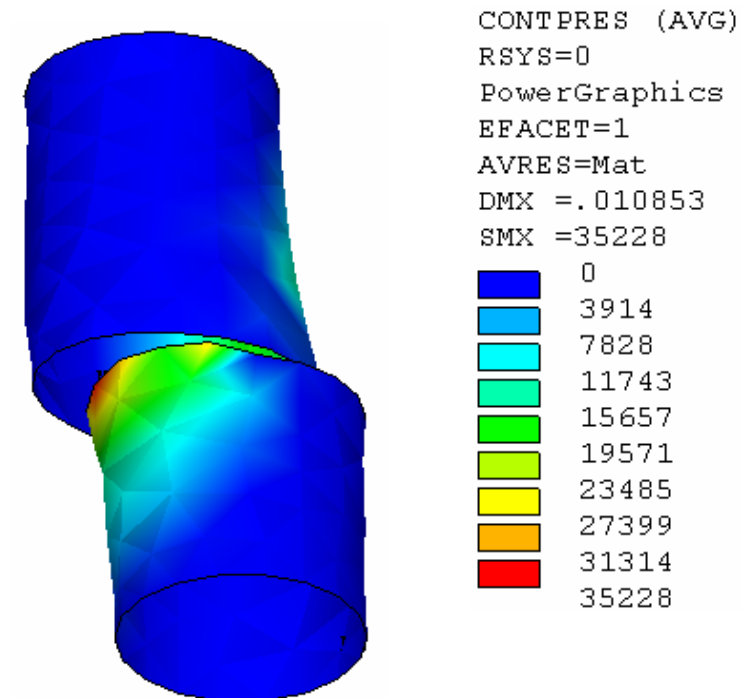 CONTPRES (AVG)
RSYS=0
PowerGraphics
EFACET=1
AVRES=Mat
DMX =.010853
SMX =35228
0
3914
7828
11743
15657
19571
23485
27399
31314
35228